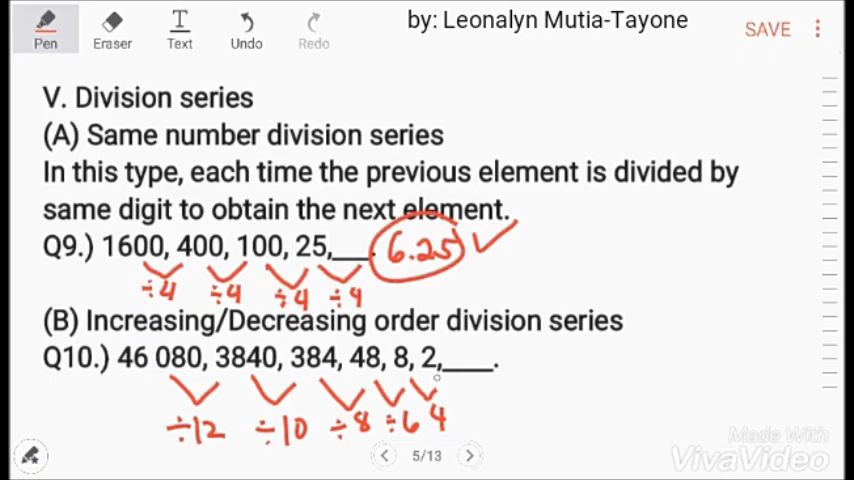 by: Leonalyn Mutia-Tayone
Pen Eraser Text Undo Redo SAVE
V. Division series
(A) Same number division series
In this type, each time the previous element is divided by
same digit to obtain the next element.
Q9.) 1600, 400, 100, 25,___. 6.25 ✓
÷4 ÷4 ÷4 ÷4
(B) Increasing/Decreasing order division series
Q10.) 46 080, 3840, 384, 48, 8, 2,____.
÷12 ÷10 ÷8 ÷6 4
5/13
Made With
VivaVideo